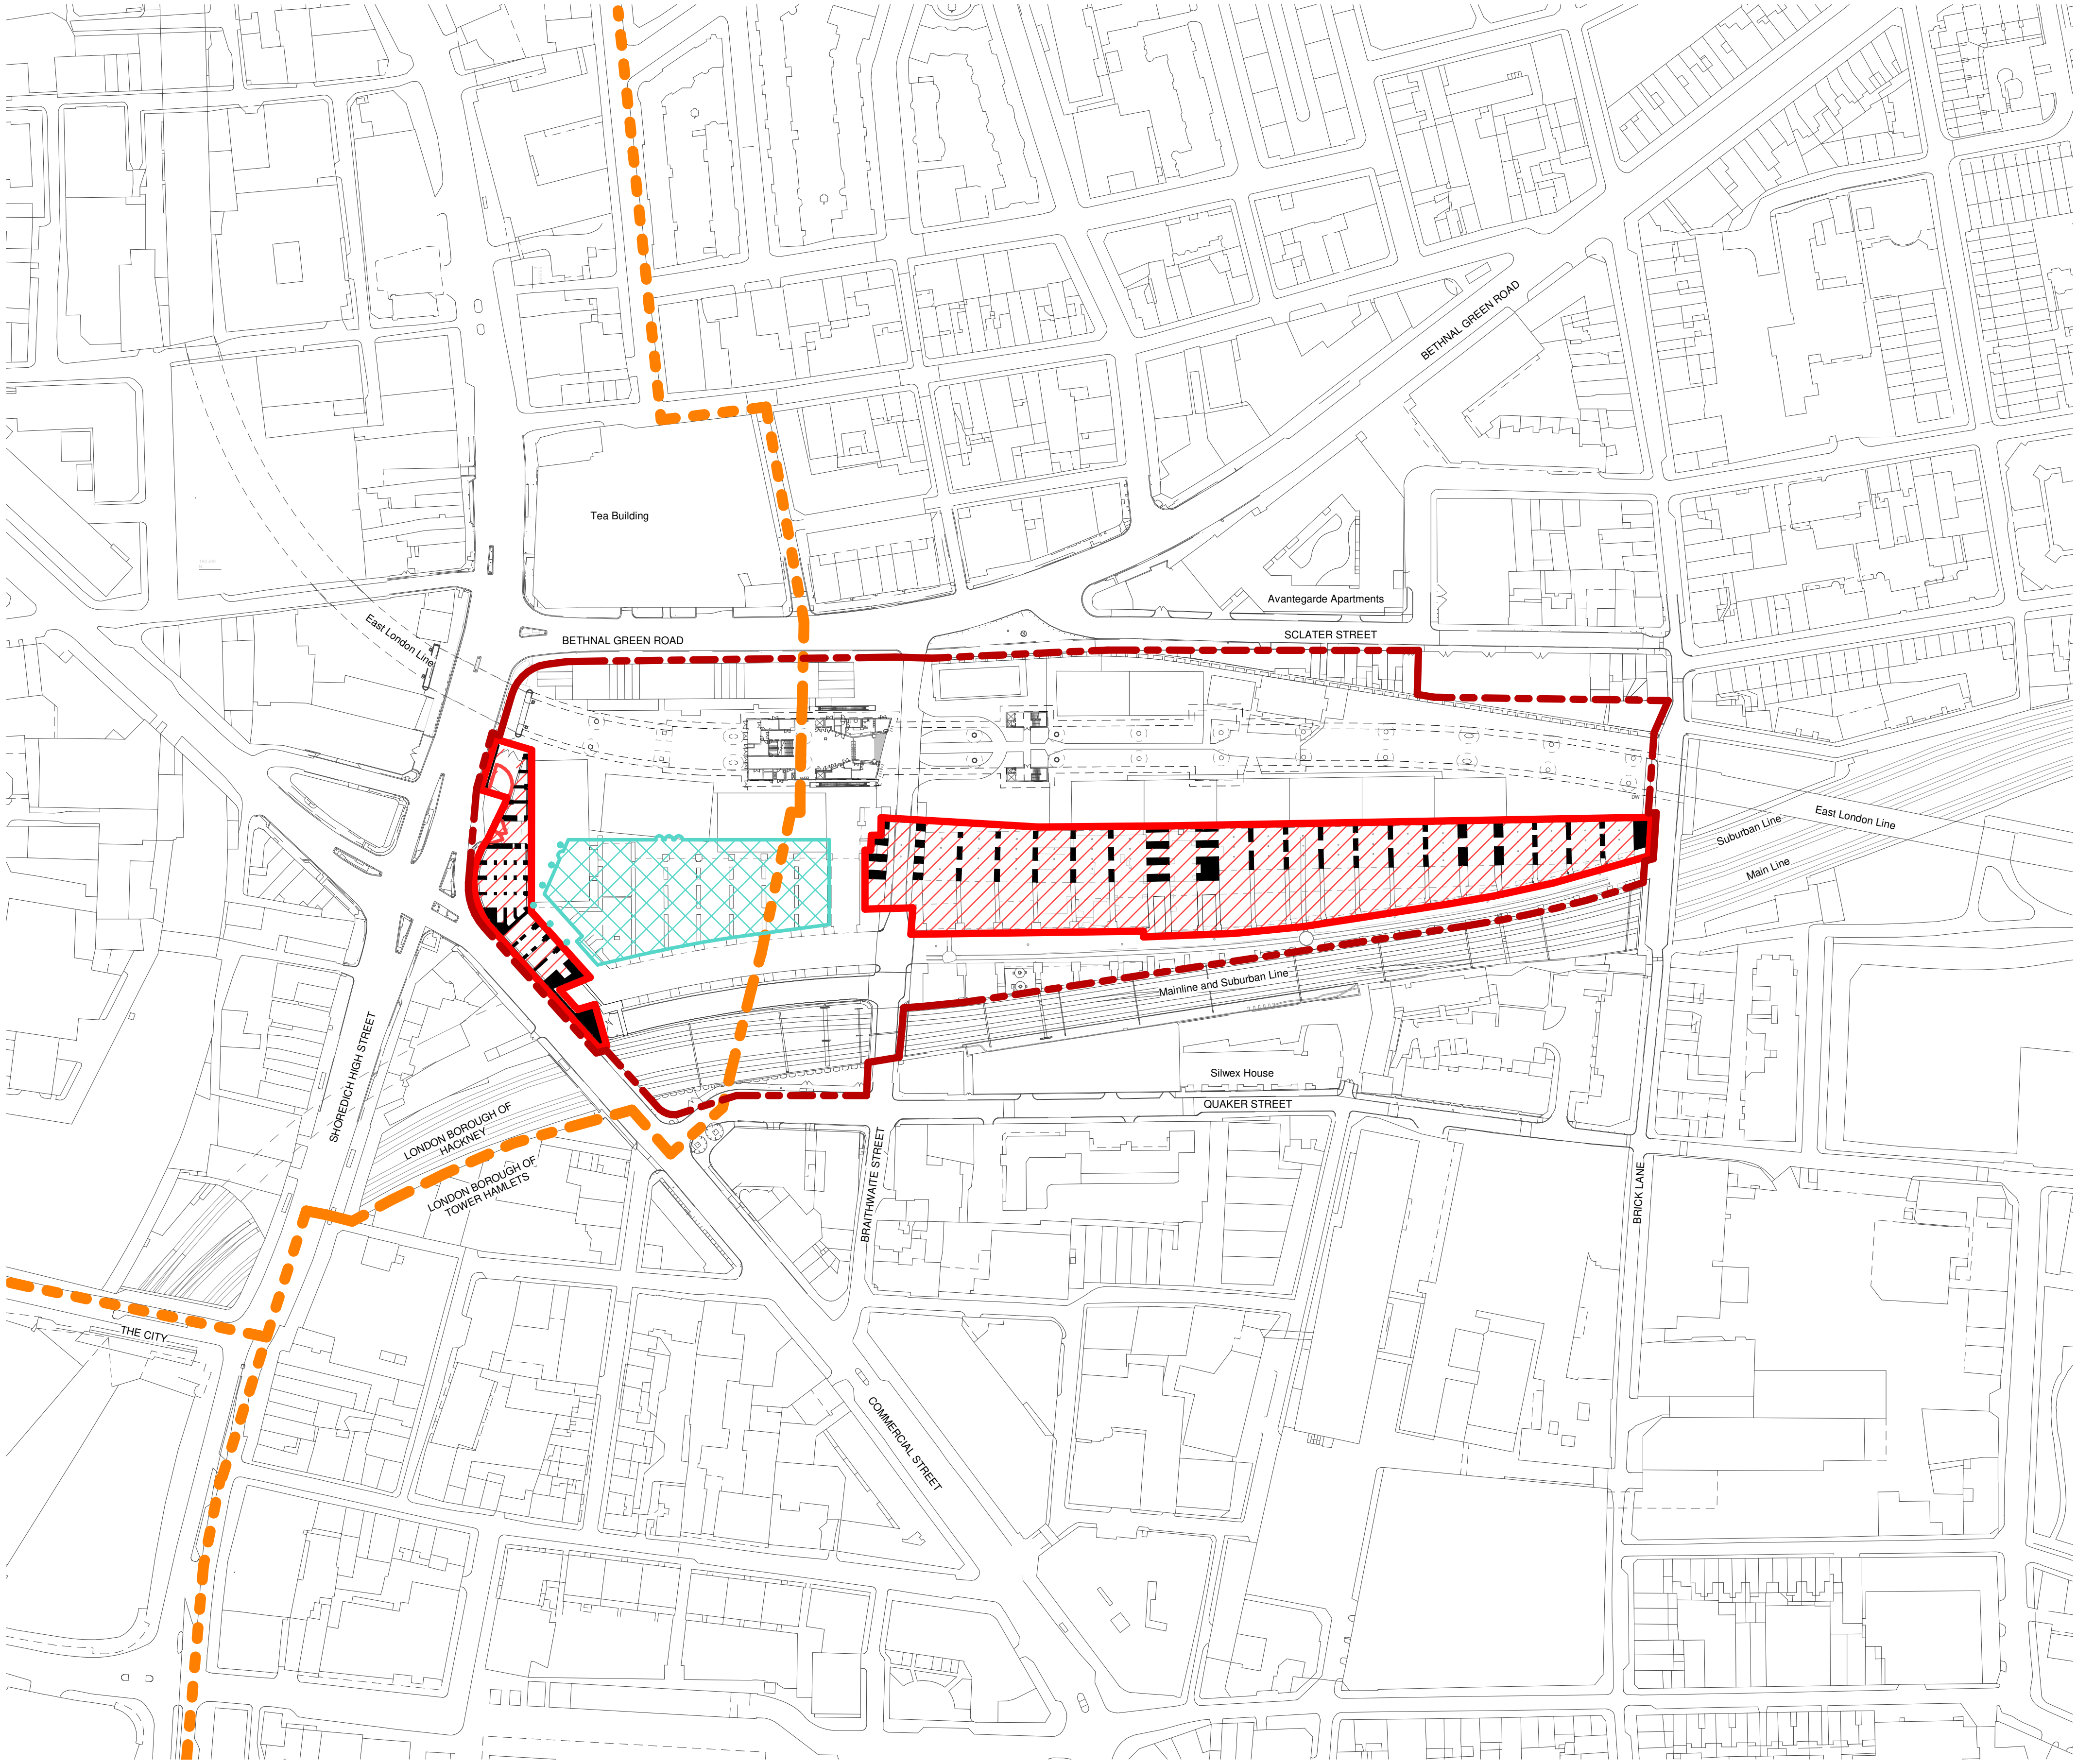 BETHNAL GREEN ROAD
Tea Building
Avantegarde Apartments
East London Line
BETHNAL GREEN ROAD
SCLATER STREET
DW
East London Line
Suburban Line
Main Line
Mainline and Suburban Line
Silwex House
SHOREDICH HIGH STREET
LONDON BOROUGH OF
HACKNEY
LONDON BOROUGH OF
TOWER HAMLETS
QUAKER STREET
BRAITHWAITE STREET
BRICK LANE
THE CITY
COMMERCIAL STREET